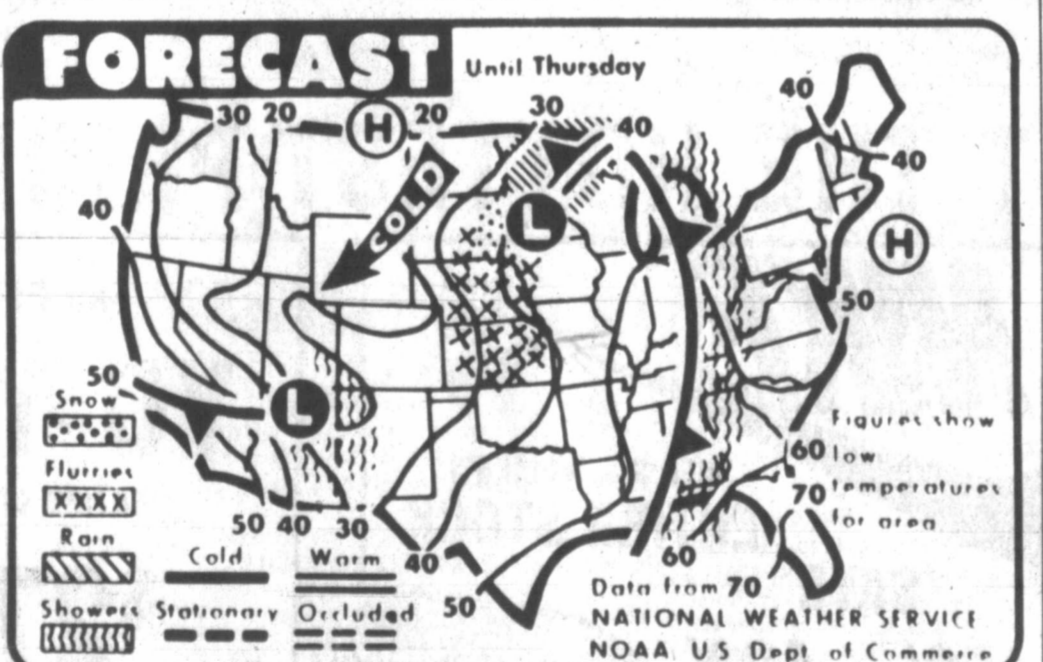 FORECAST Until Thursday
30 20 H 20 30 40 40
40
COLD
40
L
H
50
50
L
Snow
Flurries
XXXX
Rain
Showers
Cold
Warm
Stationary
Occluded
50 40 30
40
50
60
60
70
Figures show
low
temperatures
for area
Data from 70
NATIONAL WEATHER SERVICE
NOAA U S Dept of Commerce